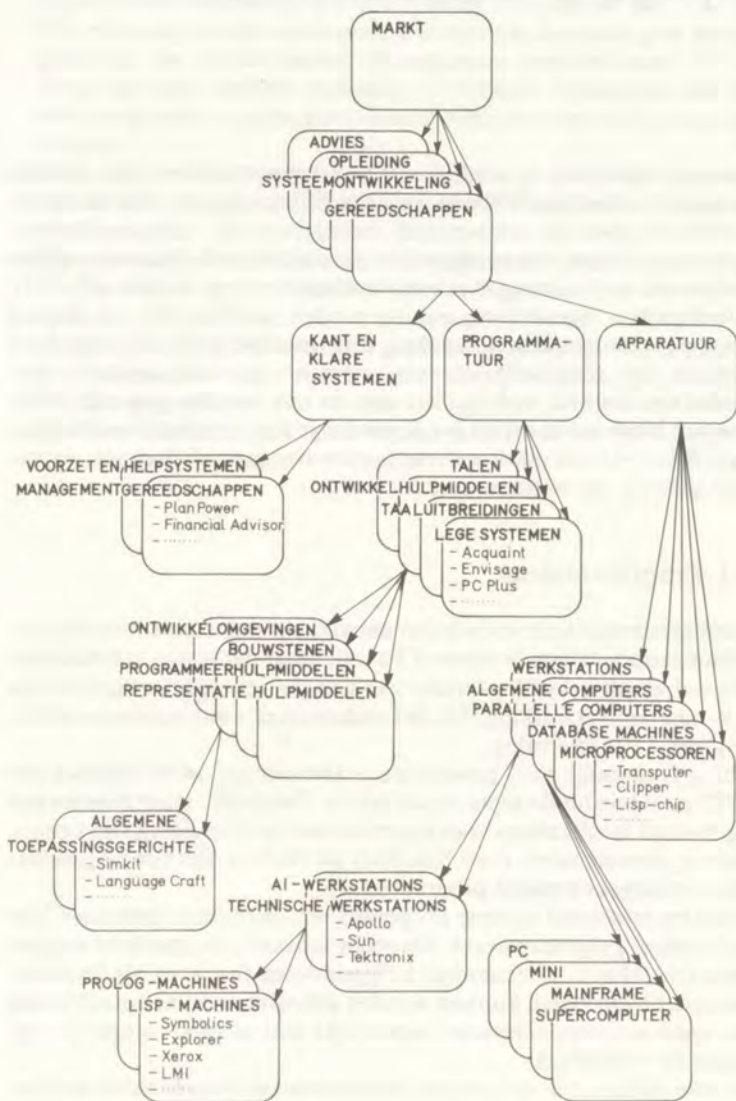 MARKT
ADVIES
OPLEIDING
SYSTEEMONTWIKKELING
GEREEDSCHAPPEN
KANT EN
KLARE
SYSTEMEN
PROGRAMMA-
TUUR
APPARATUUR
VOORZET EN HELPSYSTEMEN
MANAGEMENTGEREEDSCHAPPEN
- Plan Power
- Financial Advisor
- ........
TALEN
ONTWIKKELHULPMIDDELEN
TAALUITBREIDINGEN
LEGE SYSTEMEN
- Acquaint
- Envisage
- PC Plus
- ........
ONTWIKKELOMGEVINGEN
BOUWSTENEN
PROGRAMMEERHULPMIDDELEN
REPRESENTATIE HULPMIDDELEN
WERKSTATIONS
ALGEMENE COMPUTERS
PARALLELLE COMPUTERS
DATABASE MACHINES
MICROPROCESSOREN
- Transputer
- Clipper
- Lisp-chip
- ........
ALGEMENE
TOEPASSINGSGERICHTE
- Simkit
- Language Craft
- ........
AI-WERKSTATIONS
TECHNISCHE WERKSTATIONS
- Apollo
- Sun
- Tektronix
PC
MINI
MAINFRAME
SUPERCOMPUTER
PROLOG-MACHINES
LISP-MACHINES
- Symbolics
- Explorer
- Xerox
- LMI
- ........